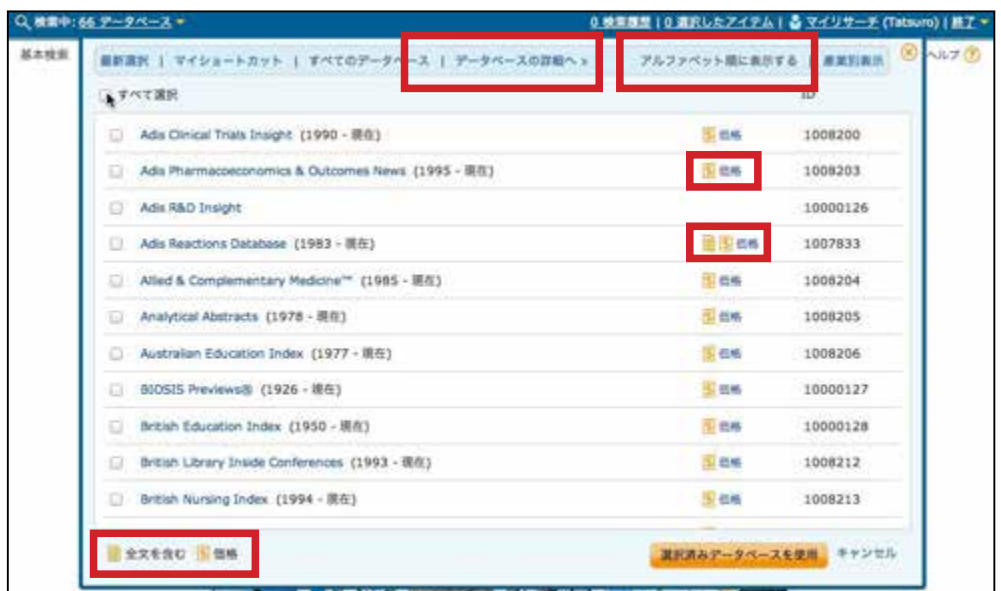 検索中: 66 データベース 0 検索履歴 | 0 選択したアイテム | マイリサーチ (Tatsuro) | 終了
基本検索 最新選択 | マイショートカット | すべてのデータベース | データベースの詳細へ » アルファベット順に表示する | 産業別表示 ヘルプ
すべて選択 ID
Adis Clinical Trials Insight (1990 - 現在) 価格 1008200
Adis Pharmacoeconomics & Outcomes News (1995 - 現在) 価格 1008203
Adis R&D Insight 10000126
Adis Reactions Database (1983 - 現在) 価格 1007833
Allied & Complementary Medicine™ (1985 - 現在) 価格 1008204
Analytical Abstracts (1978 - 現在) 価格 1008205
Australian Education Index (1977 - 現在) 価格 1008206
BIOSIS Previews® (1926 - 現在) 価格 10000127
British Education Index (1950 - 現在) 価格 10000128
British Library Inside Conferences (1993 - 現在) 価格 1008212
British Nursing Index (1994 - 現在) 価格 1008213
全文を含む 価格 選択済みデータベースを使用 キャンセル